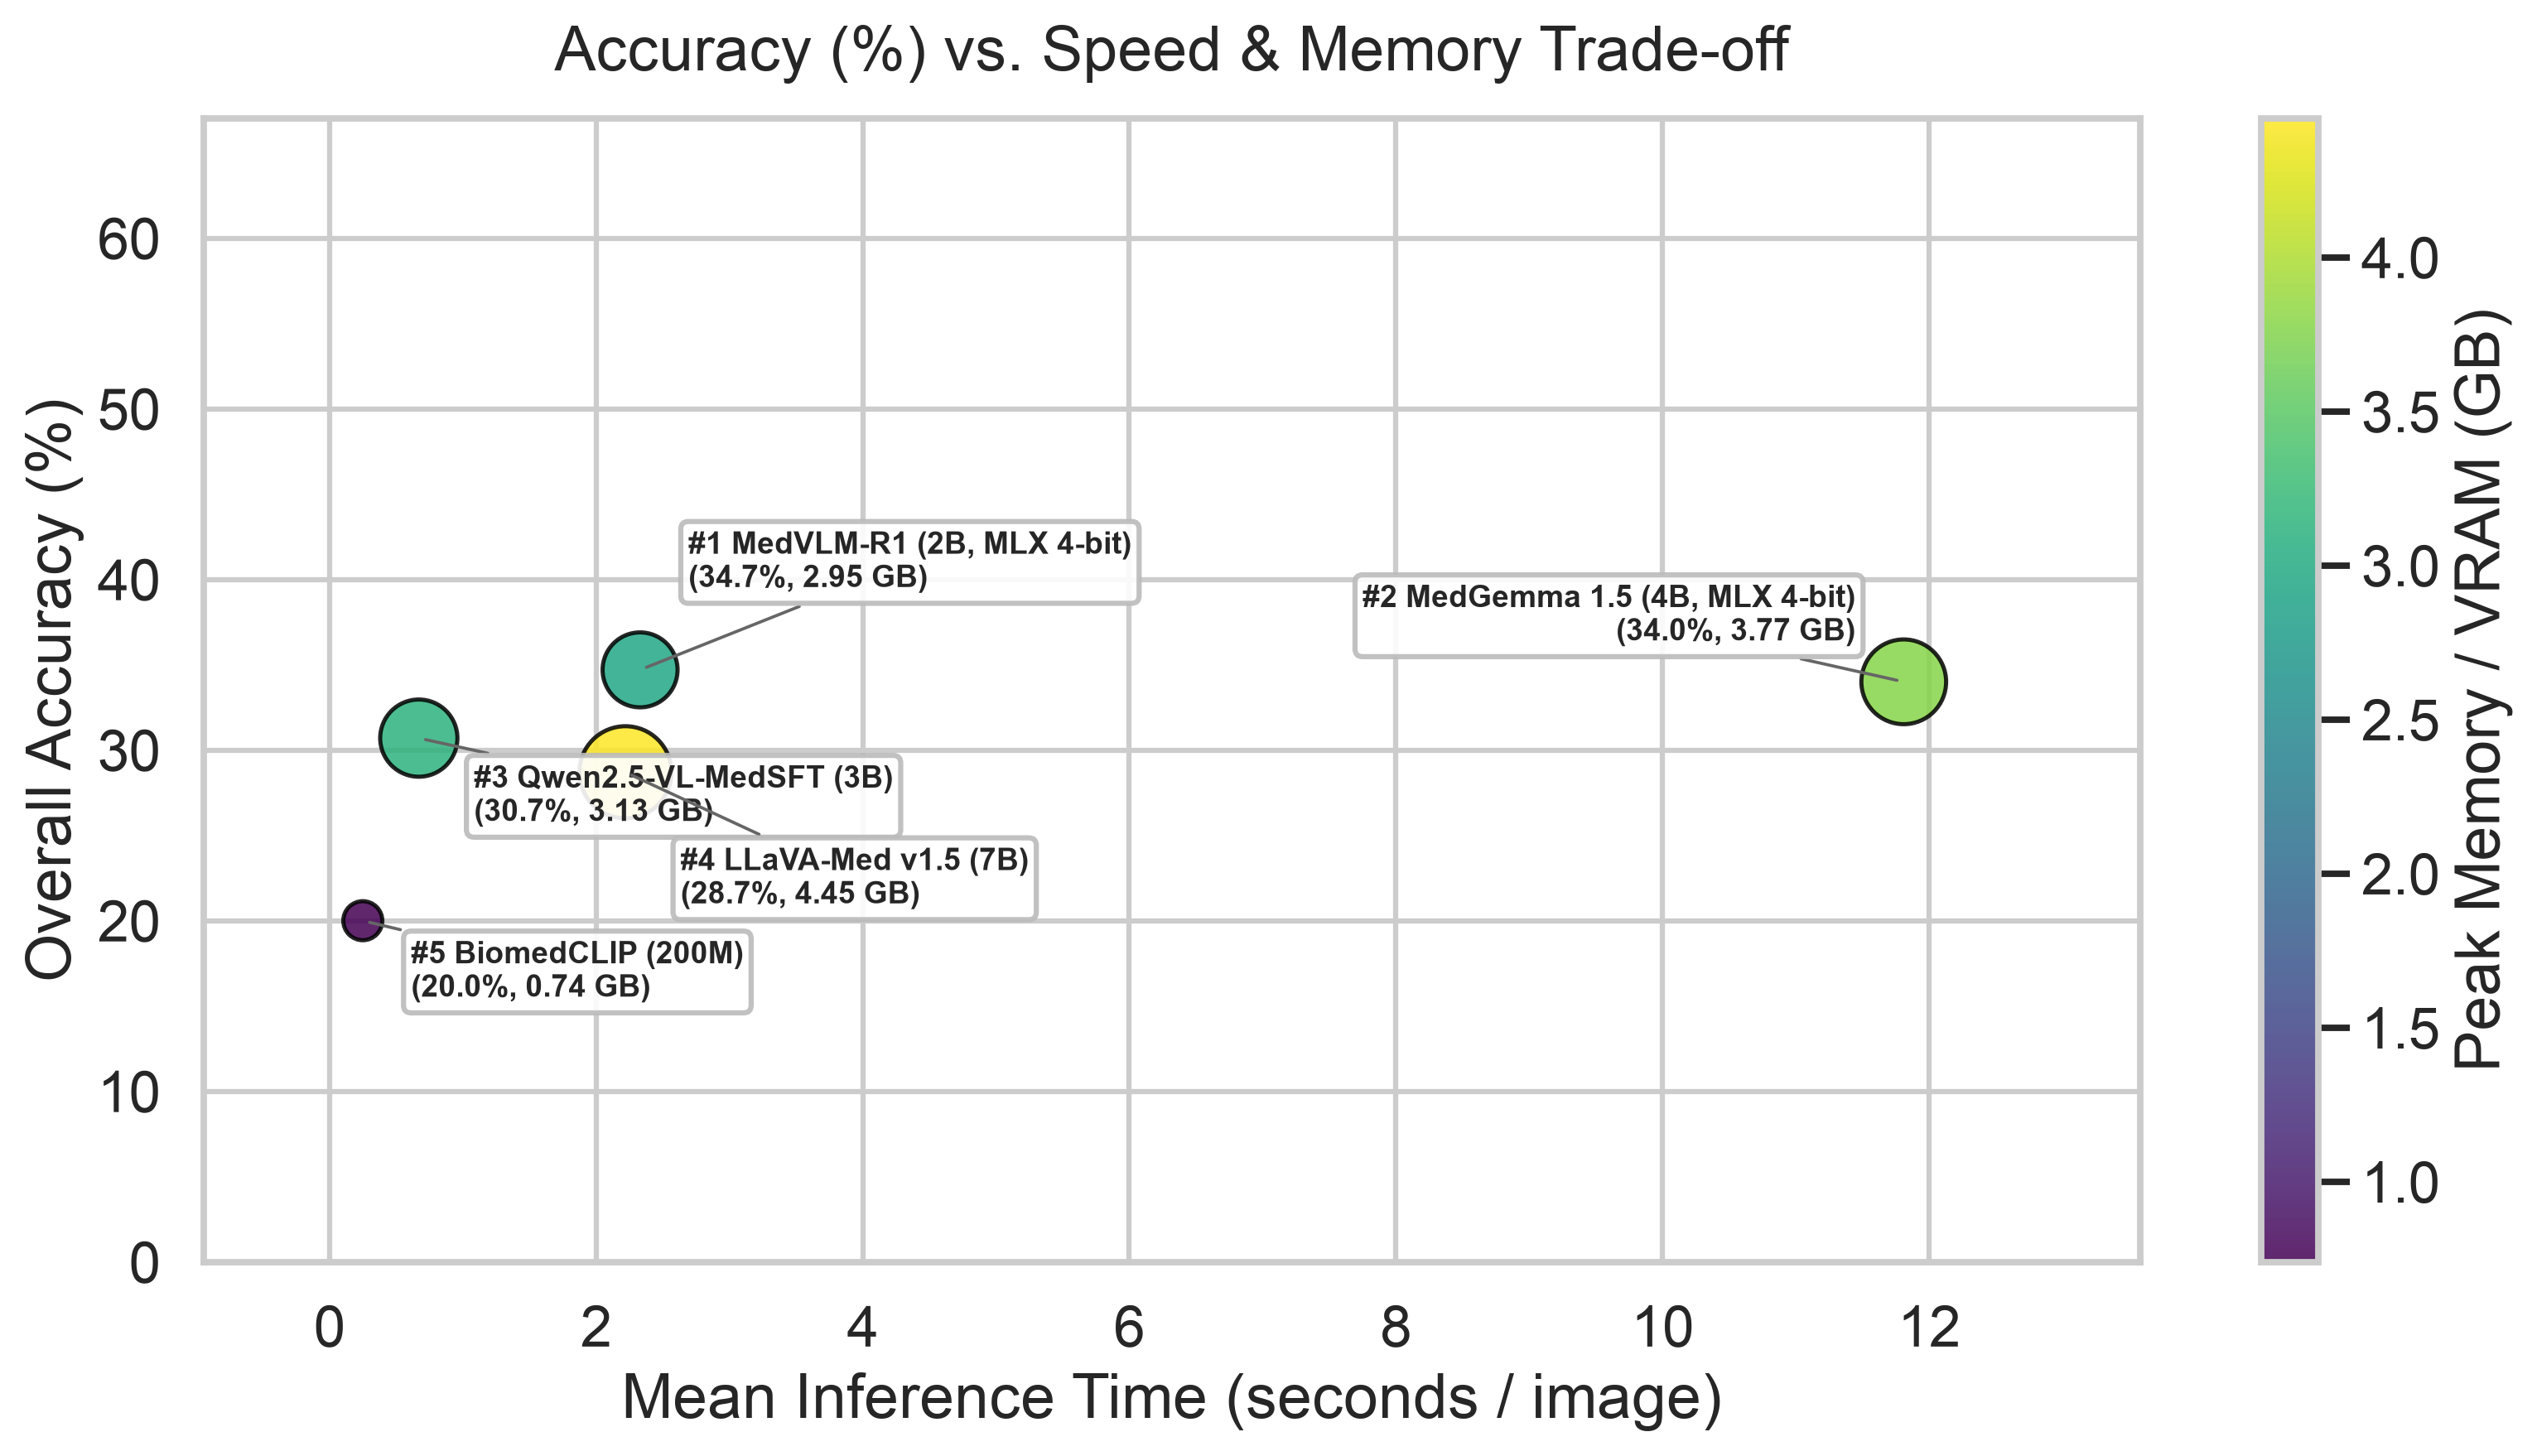 Accuracy (%) vs. Speed & Memory Trade-off
Overall Accuracy (%)
60
50
40
30
20
10
0
#1 MedVLM-R1 (2B, MLX 4-bit)
(34.7%, 2.95 GB)
#2 MedGemma 1.5 (4B, MLX 4-bit)
(34.0%, 3.77 GB)
#3 Qwen2.5-VL-MedSFT (3B)
(30.7%, 3.13 GB)
#4 LLaVA-Med v1.5 (7B)
(28.7%, 4.45 GB)
#5 BiomedCLIP (200M)
(20.0%, 0.74 GB)
0 2 4 6 8 10 12
Mean Inference Time (seconds / image)
4.0
3.5
3.0
2.5
2.0
1.5
1.0
Peak Memory / VRAM (GB)